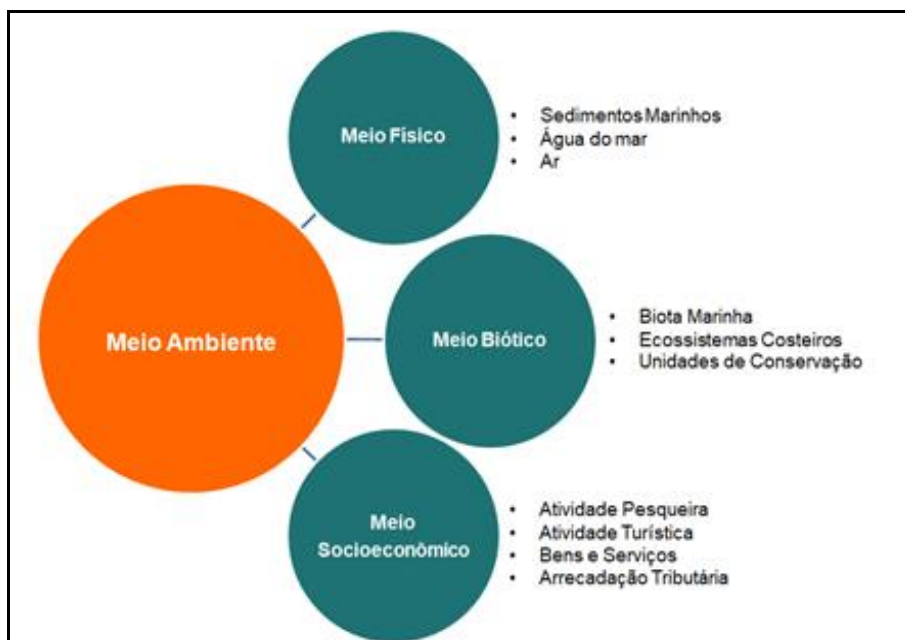 Meio Físico
• Sedimentos Marinhos
• Água do mar
• Ar
Meio Ambiente
Meio Biótico
• Biota Marinha
• Ecossistemas Costeiros
• Unidades de Conservação
Meio
Socioeconômico
• Atividade Pesqueira
• Atividade Turística
• Bens e Serviços
• Arrecadação Tributária